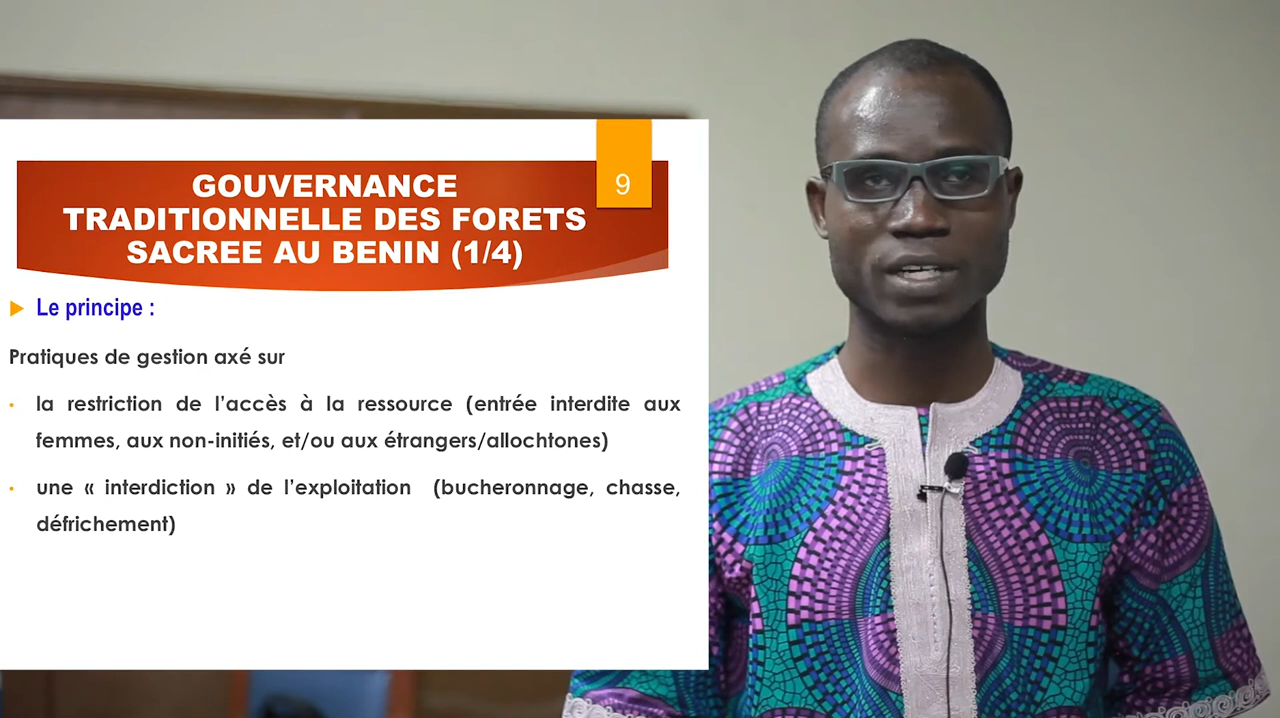 9
GOUVERNANCE
TRADITIONNELLE DES FORETS
SACREE AU BENIN (1/4)
Le principe :
Pratiques de gestion axé sur
• la restriction de l’accès à la ressource (entrée interdite aux
femmes, aux non-initiés, et/ou aux étrangers/allochtones)
• une « interdiction » de l’exploitation (bucheronnage, chasse,
défrichement)